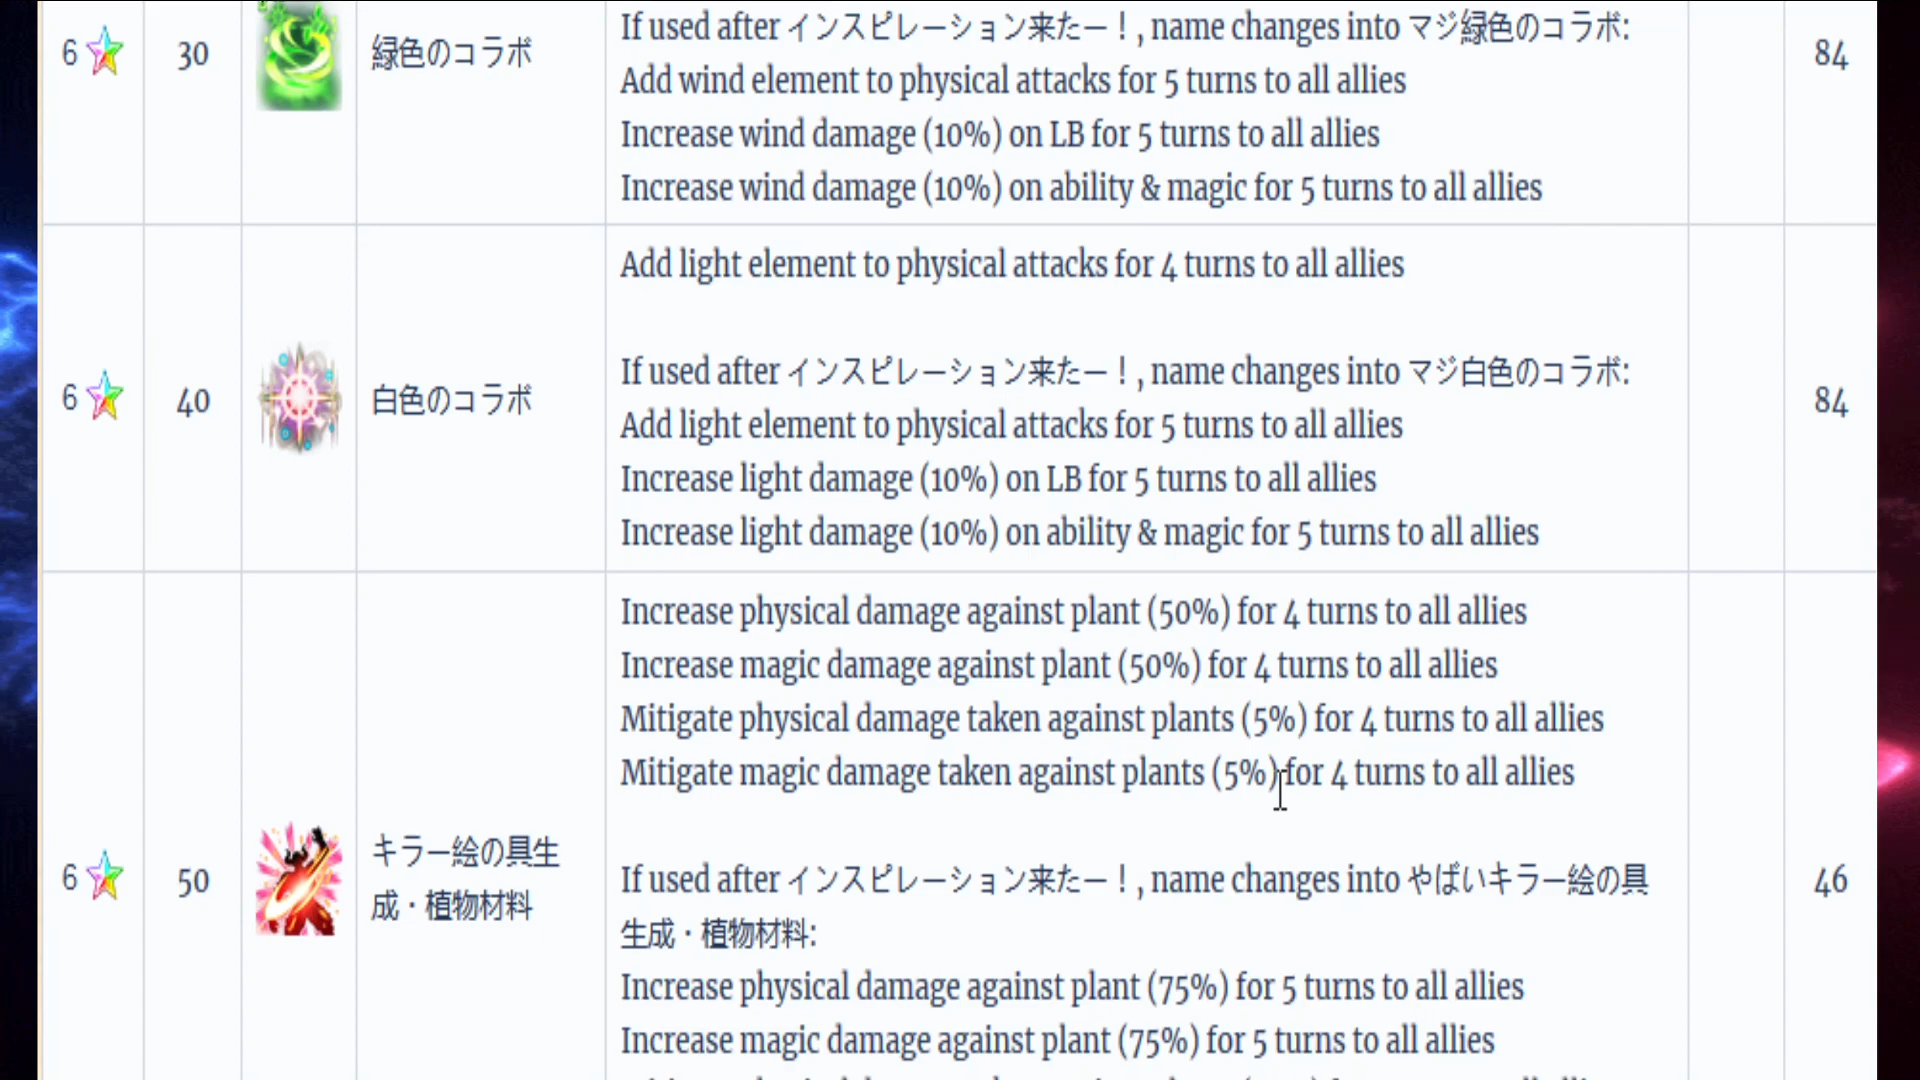 If used after インスピレーション来たー！, name changes into マジ緑色のコラボ:
6
30
緑色のコラボ
Add wind element to physical attacks for 5 turns to all allies
Increase wind damage (10%) on LB for 5 turns to all allies
Increase wind damage (10%) on ability & magic for 5 turns to all allies
84
6
40
白色のコラボ
Add light element to physical attacks for 4 turns to all allies
If used after インスピレーション来たー！, name changes into マジ白色のコラボ:
Add light element to physical attacks for 5 turns to all allies
Increase light damage (10%) on LB for 5 turns to all allies
Increase light damage (10%) on ability & magic for 5 turns to all allies
84
6
50
キラー絵の具生
成・植物材料
Increase physical damage against plant (50%) for 4 turns to all allies
Increase magic damage against plant (50%) for 4 turns to all allies
Mitigate physical damage taken against plants (5%) for 4 turns to all allies
Mitigate magic damage taken against plants (5%) for 4 turns to all allies
If used after インスピレーション来たー！, name changes into やばいキラー絵の具
生成・植物材料:
Increase physical damage against plant (75%) for 5 turns to all allies
Increase magic damage against plant (75%) for 5 turns to all allies
46